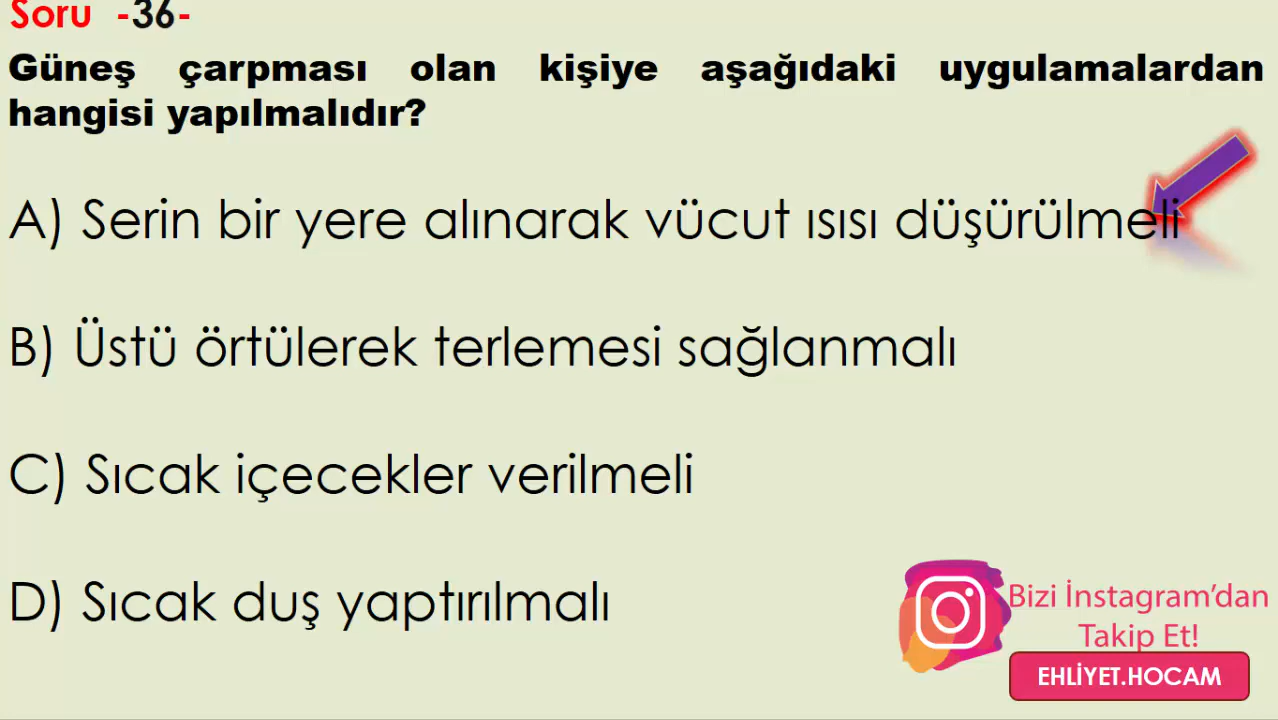 Soru -36-
Güneş çarpması olan kişiye aşağıdaki uygulamalardan
hangisi yapılmalıdır?
A) Serin bir yere alınarak vücut ısısı düşürülmeli
B) Üstü örtülerek terlemesi sağlanmalı
C) Sıcak içecekler verilmeli
D) Sıcak duş yaptırılmalı
Bizi İnstagram’dan
Takip Et!
EHLİYET.HOCAM